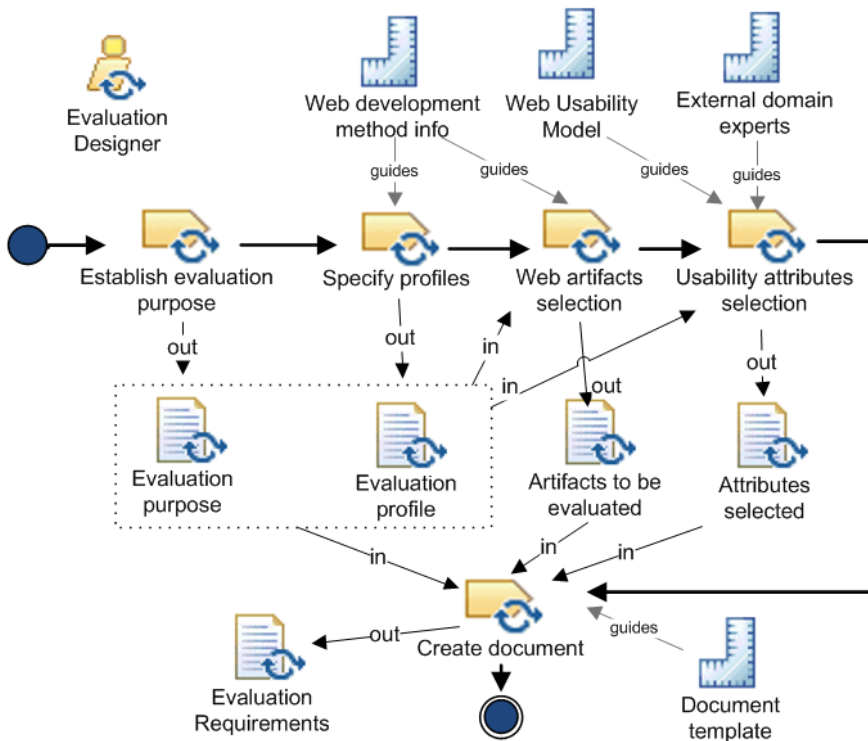 Evaluation
Designer
Web development
method info
Web Usability
Model
External domain
experts
guides
guides
guides
guides
Establish evaluation
purpose
Specify profiles
Web artifacts
selection
Usability attributes
selection
out
out
in
in
out
out
Evaluation
purpose
Evaluation
profile
Artifacts to be
evaluated
Attributes
selected
in
in
in
out
Create document
guides
Evaluation
Requirements
Document
template